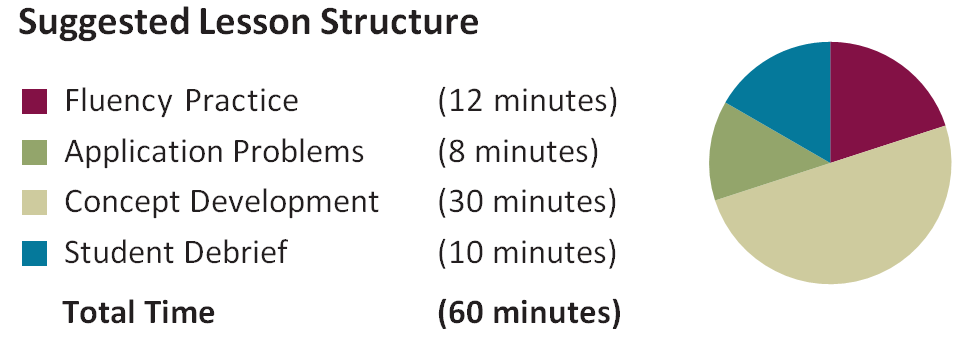 Suggested Lesson Structure
Fluency Practice (12 minutes)
Application Problems (8 minutes)
Concept Development (30 minutes)
Student Debrief (10 minutes)
Total Time (60 minutes)